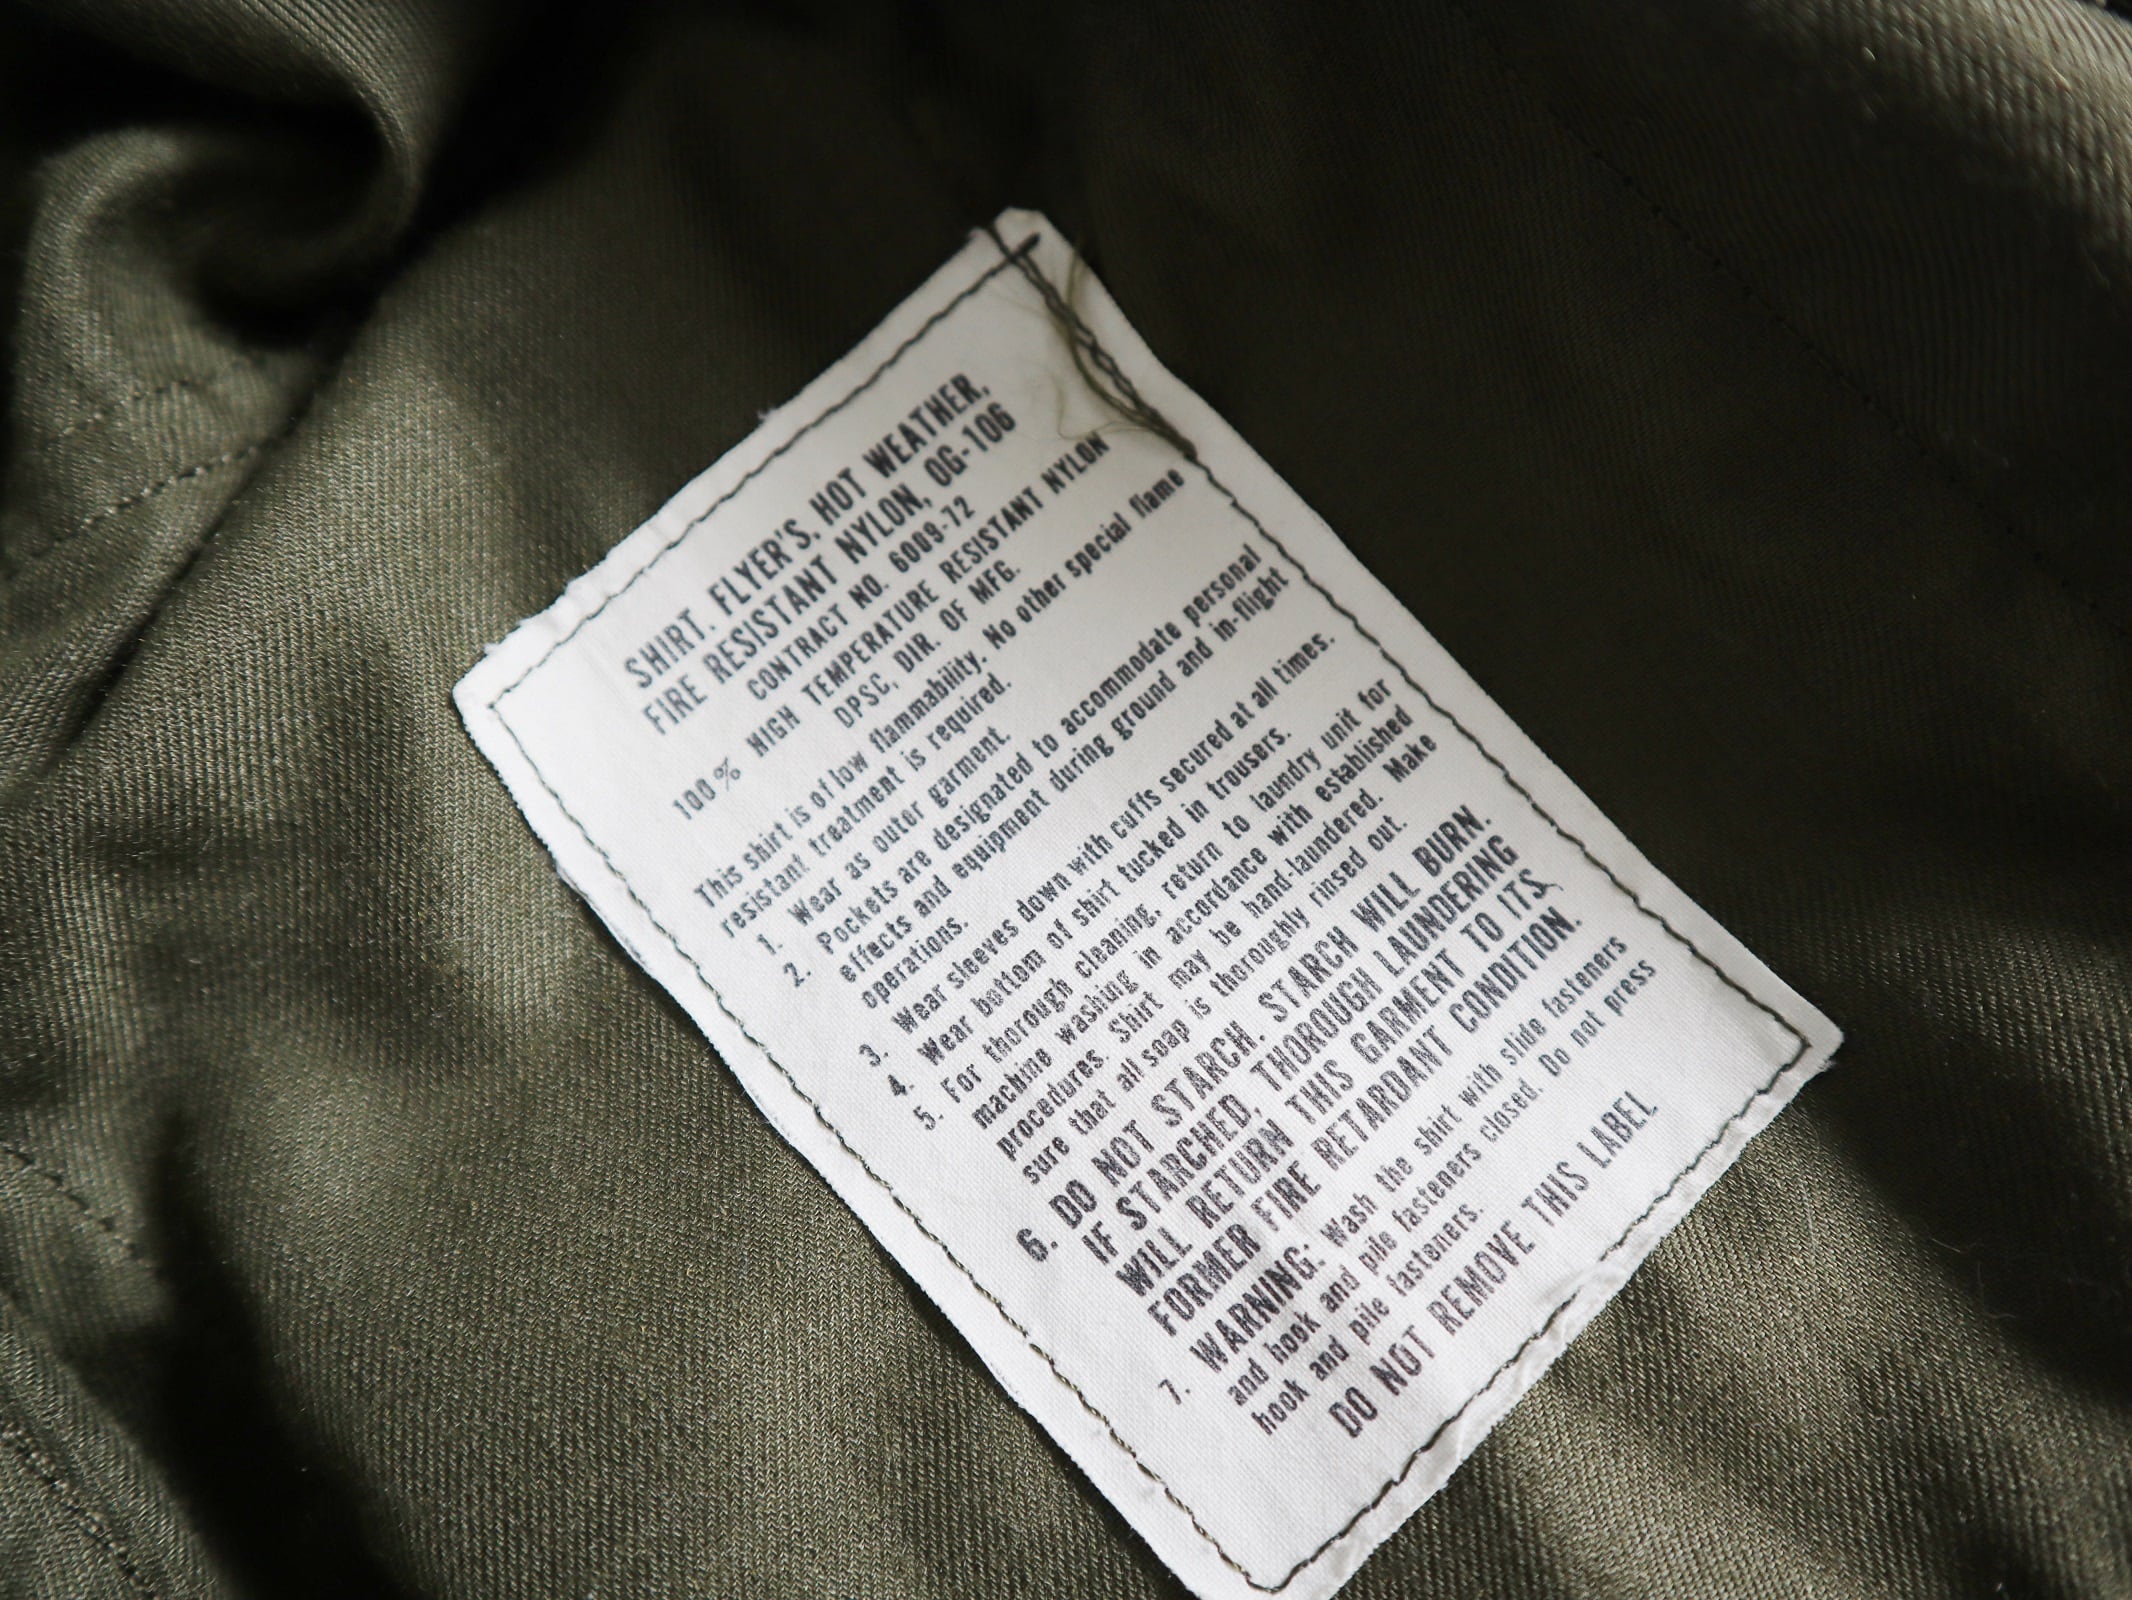 SHIRT. FLYER'S. HOT WEATHER.
FIRE RESISTANT NYLON, OG-106
CONTRACT NO. 6009-72
100% HIGH TEMPERATURE RESISTANT NYLON
DPSC, DIR. OF MFG.
This shirt is of low flammability. No other special flame
resistant treatment is required.
1. Wear as outer garment.
2. Pockets are designated to accommodate personal
effects and equipment during ground and in-flight
operations.
3. Wear sleeves down with cuffs secured at all times.
4. Wear bottom of shirt tucked in trousers.
5. For thorough cleaning, return to laundry unit for
machine washing in accordance with established
procedures. Shirt may be hand-laundered. Make
sure that all soap is thoroughly rinsed out.
6. DO NOT STARCH. STARCH WILL BURN.
IF STARCHED, THOROUGH LAUNDERING
WILL RETURN THIS GARMENT TO ITS
FORMER FIRE RETARDANT CONDITION.
7. WARNING: Wash the shirt with slide fasteners
and hook and pile fasteners closed. Do not press
hook and pile fasteners.
DO NOT REMOVE THIS LABEL